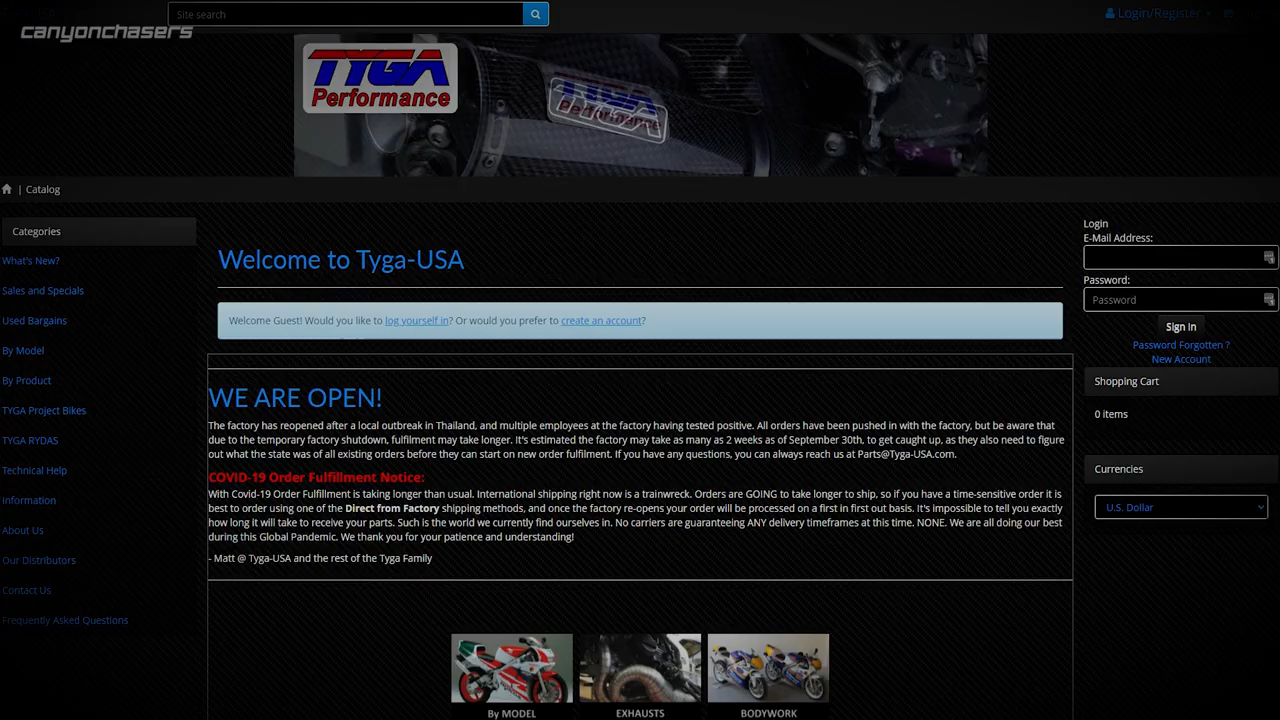 Site search
Login/Register
canyonchasers
TYGA
Performance
TYGA
Performance
| Catalog
Categories
What's New?
Sales and Specials
Used Bargains
By Model
By Product
TYGA Project Bikes
TYGA RYDAS
Technical Help
Information
About Us
Our Distributors
Contact Us
Frequently Asked Questions
Welcome to Tyga-USA
Welcome Guest! Would you like to log yourself in? Or would you prefer to create an account?
WE ARE OPEN!
The factory has reopened after a local outbreak in Thailand, and multiple employees at the factory having tested positive. All orders have been pushed in with the factory, but be aware that
due to the temporary factory shutdown, fulfilment may take longer. It's estimated the factory may take as many as 2 weeks as of September 30th, to get caught up, as they also need to figure
out what the state was of all existing orders before they can start on new order fulfilment. If you have any questions, you can always reach us at Parts@Tyga-USA.com.
COVID-19 Order Fulfillment Notice:
With Covid-19 Order Fulfillment is taking longer than usual. International shipping right now is a trainwreck. Orders are GOING to take longer to ship, so if you have a time-sensitive order it is
best to order using one of the Direct from Factory shipping methods, and once the factory re-opens your order will be processed on a first in first out basis. It's impossible to tell you exactly
how long it will take to receive your parts. Such is the world we currently find ourselves in. No carriers are guaranteeing ANY delivery timeframes at this time. NONE. We are all doing our best
during this Global Pandemic. We thank you for your patience and understanding!
- Matt @ Tyga-USA and the rest of the Tyga Family
By MODEL
EXHAUSTS
BODYWORK
Login
E-Mail Address:
Password:
Password
Sign In
Password Forgotten ?
New Account
Shopping Cart
0 items
Currencies
U.S. Dollar